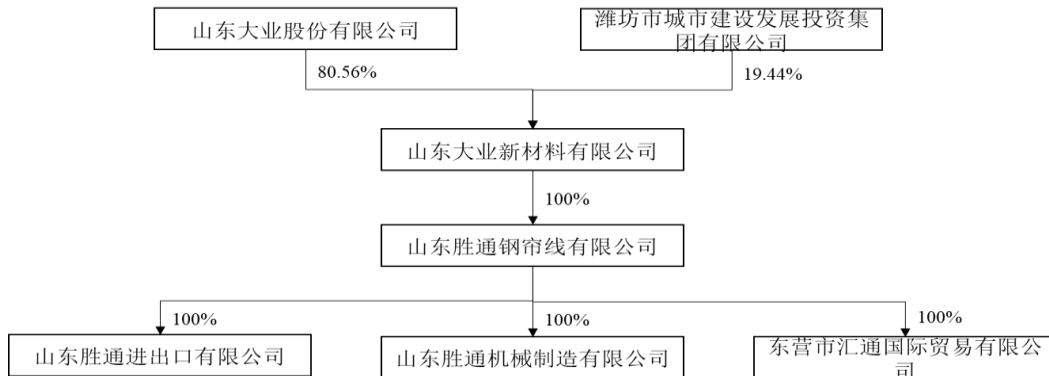 山东大业股份有限公司
潍坊市城市建设发展投资集
团有限公司
80.56%
19.44%
山东大业新材料有限公司
100%
山东胜通钢帘线有限公司
100%
100%
100%
山东胜通进出口有限公司
山东胜通机械制造有限公司
东营市汇通国际贸易有限公
司